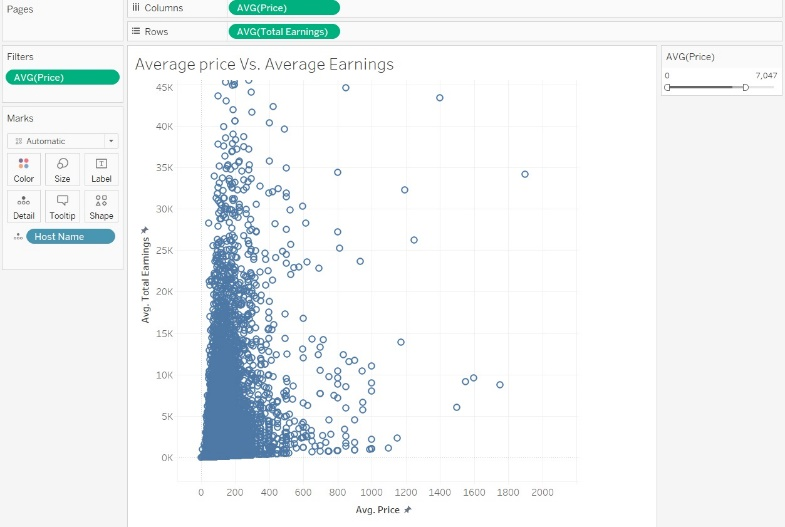 Pages
Columns
AVG(Price)
Rows
AVG(Total Earnings)
Filters
AVG(Price)
Marks
Automatic
Color
Size
Label
Detail
Tooltip
Shape
Host Name
Average price Vs. Average Earnings
Avg. Total Earnings
45K
40K
35K
30K
25K
20K
15K
10K
5K
0K
0 200 400 600 800 1000 1200 1400 1600 1800 2000
Avg. Price
AVG(Price)
0 7,047